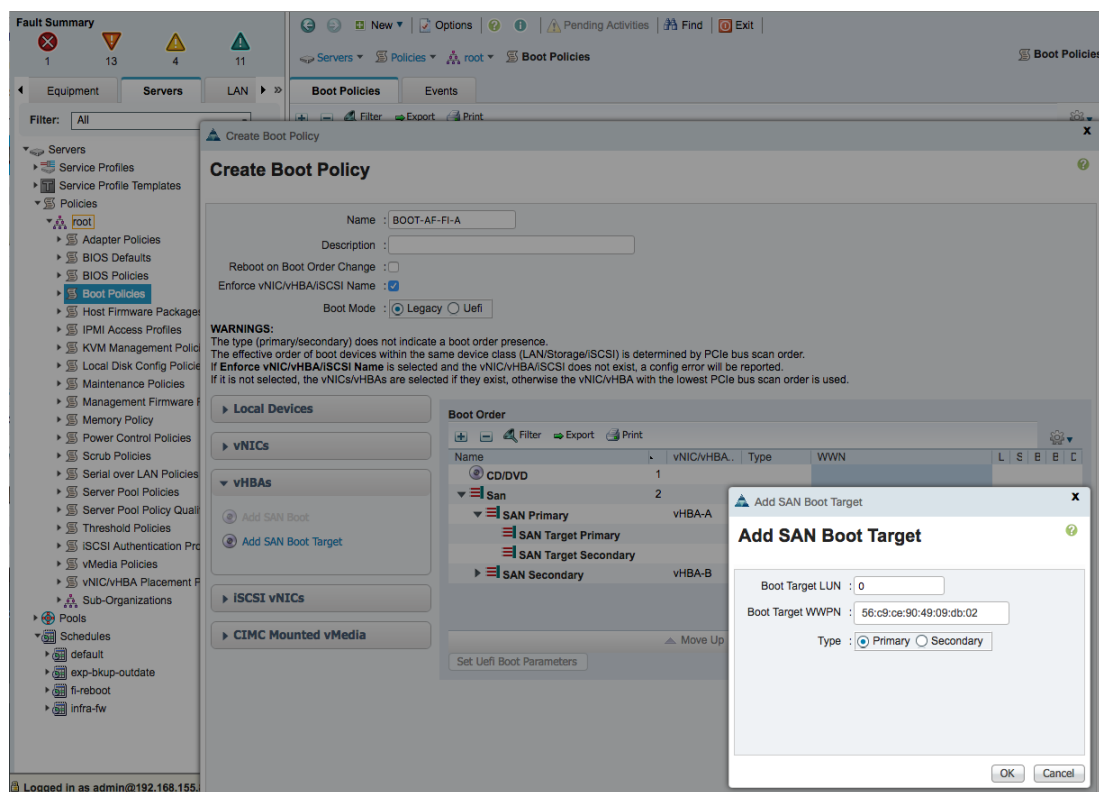 Fault Summary
1 13 4 11
New Options Pending Activities Find Exit
Servers Policies root Boot Policies
Boot Policies
Equipment Servers LAN
Boot Policies Events
Filter: All
Filter Export Print
Create Boot Policy x
Create Boot Policy
Servers
Service Profiles
Service Profile Templates
Policies
root
Adapter Policies
BIOS Defaults
BIOS Policies
Boot Policies
Host Firmware Packages
IPMI Access Profiles
KVM Management Polic
Local Disk Config Policie
Maintenance Policies
Management Firmware P
Memory Policy
Power Control Policies
Scrub Policies
Serial over LAN Policies
Server Pool Policies
Server Pool Policy Quali
Threshold Policies
iSCSI Authentication Pro
vMedia Policies
vNIC/vHBA Placement P
Sub-Organizations
Pools
Schedules
default
exp-bkup-outdate
fi-reboot
infra-fw
Logged in as admin@192.168.155.
Name : BOOT-AF-FI-A
Description :
Reboot on Boot Order Change :
Enforce vNIC/vHBA/iSCSI Name :
Boot Mode : Legacy Uefi
WARNINGS:
The type (primary/secondary) does not indicate a boot order presence.
The effective order of boot devices within the same device class (LAN/Storage/iSCSI) is determined by PCIe bus scan order.
If Enforce vNIC/vHBA/iSCSI Name is selected and the vNIC/vHBA/iSCSI does not exist, a config error will be reported.
If it is not selected, the vNICs/vHBAs are selected if they exist, otherwise the vNIC/vHBA with the lowest PCIe bus scan order is used.
Local Devices
vNICs
vHBAs
Add SAN Boot
Add SAN Boot Target
iSCSI vNICs
CIMC Mounted vMedia
Boot Order
Filter Export Print
Name vNIC/vHBA.. Type WWN L S B B D
CD/DVD 1
San 2
SAN Primary vHBA-A
SAN Target Primary
SAN Target Secondary
SAN Secondary vHBA-B
Move Up
Set Uefi Boot Parameters
Add SAN Boot Target x
Add SAN Boot Target
Boot Target LUN : 0
Boot Target WWPN : 56:c9:ce:90:49:09:db:02
Type : Primary Secondary
OK Cancel